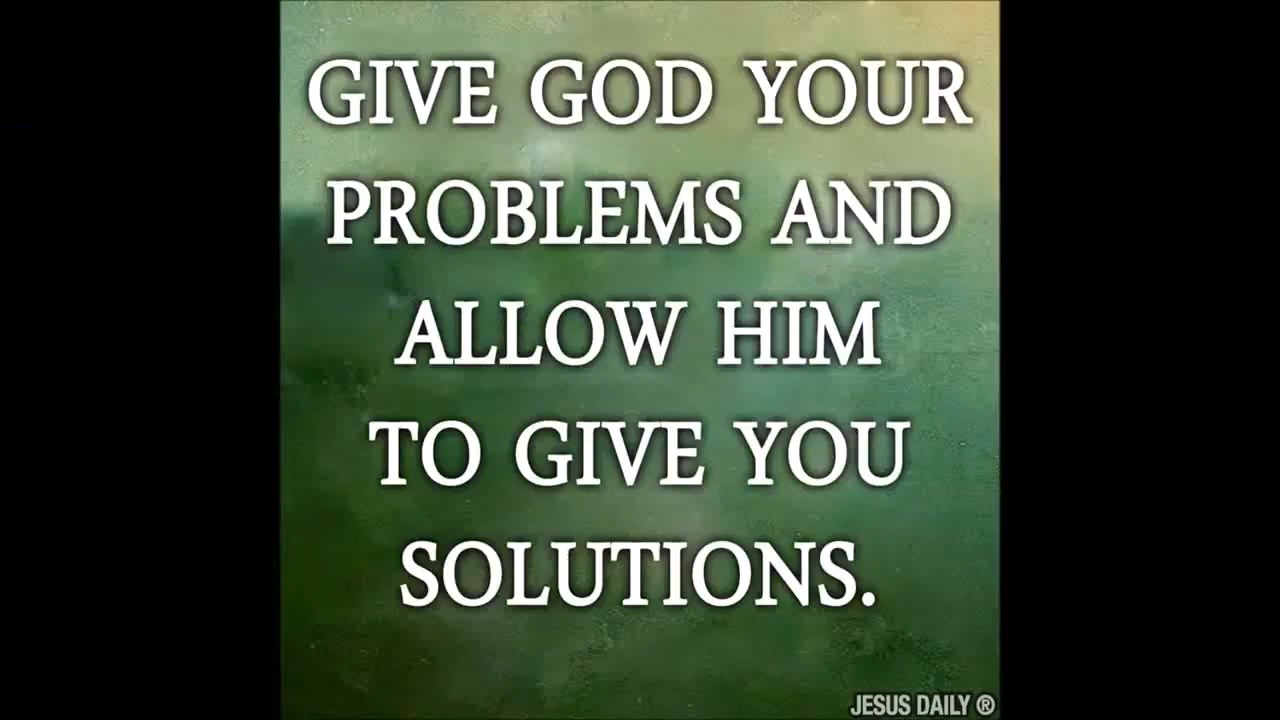 GIVE GOD YOUR
PROBLEMS AND
ALLOW HIM
TO GIVE YOU
SOLUTIONS.
JESUS DAILY ®